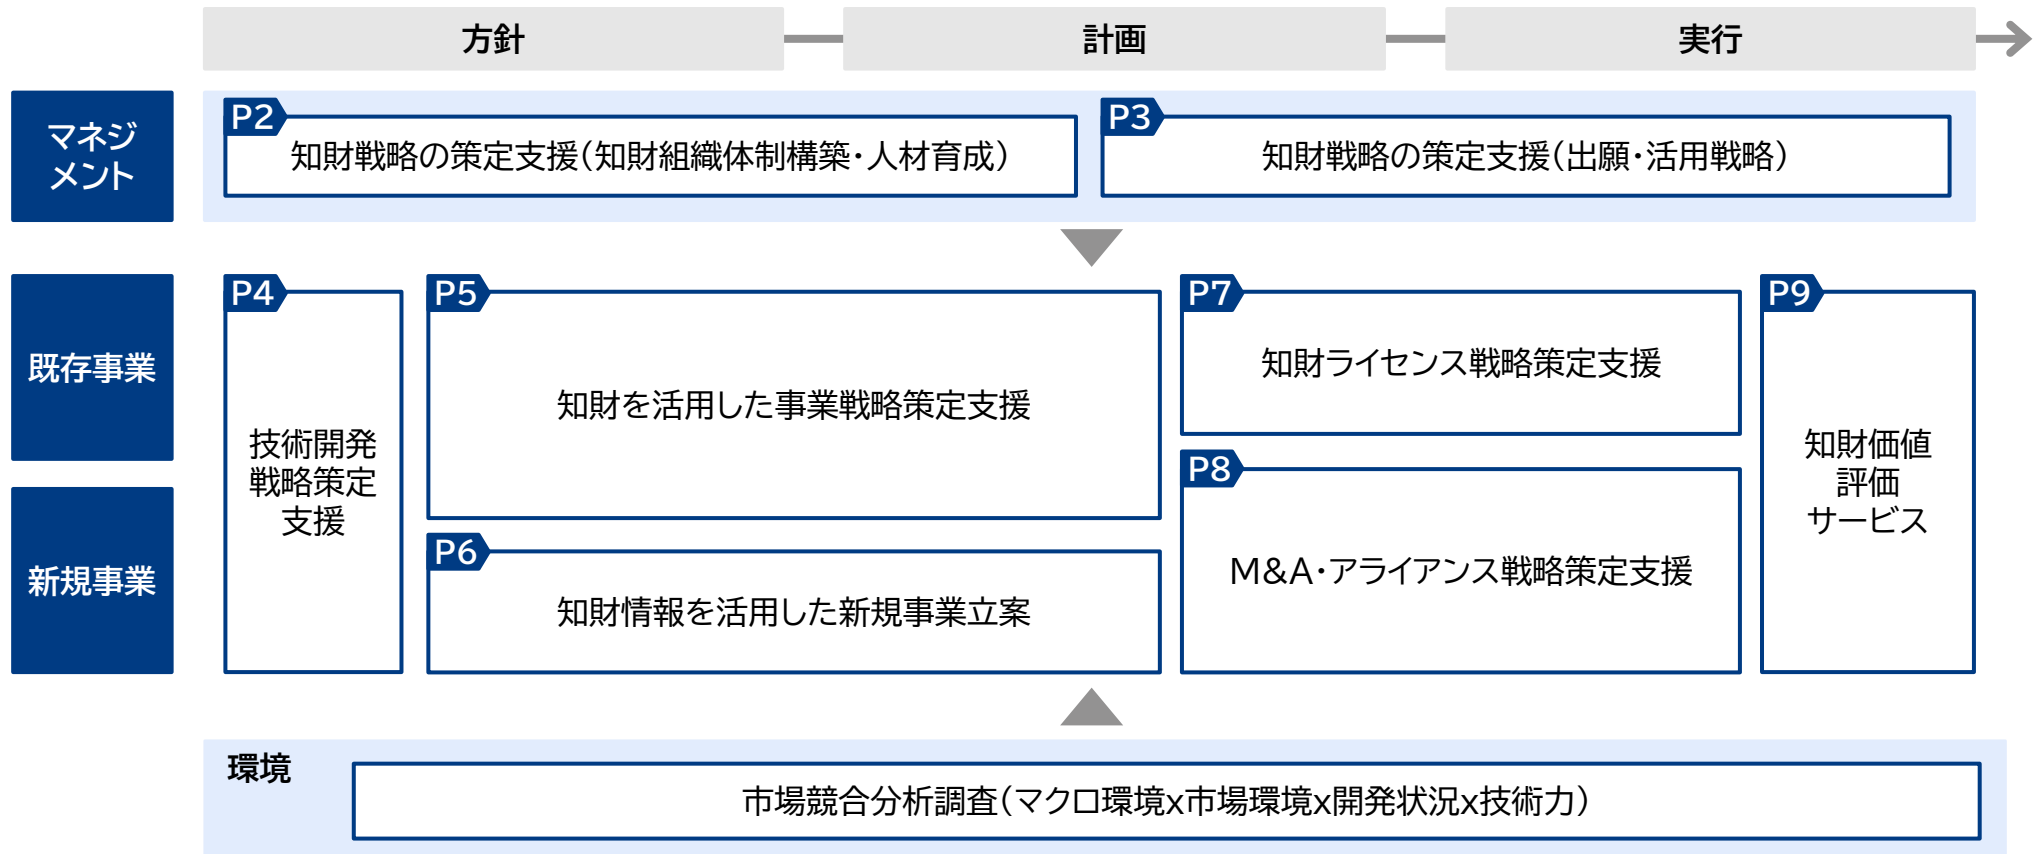 方針
計画
実行
マネジ
メント
P2
知財戦略の策定支援(知財組織体制構築・人材育成)
P3
知財戦略の策定支援(出願・活用戦略)
既存事業
新規事業
P4
技術開発
戦略策定
支援
P5
知財を活用した事業戦略策定支援
P6
知財情報を活用した新規事業立案
P7
知財ライセンス戦略策定支援
P8
M&A・アライアンス戦略策定支援
P9
知財価値
評価
サービス
環境
市場競合分析調査(マクロ環境x市場環境x開発状況x技術力)